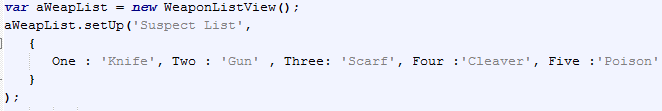 var aWeapList = new WeaponListView();
aWeapList.setUp('Suspect List',
{
One : 'Knife', Two : 'Gun' , Three: 'Scarf', Four :'Cleaver', Five :'Poison'
}
);